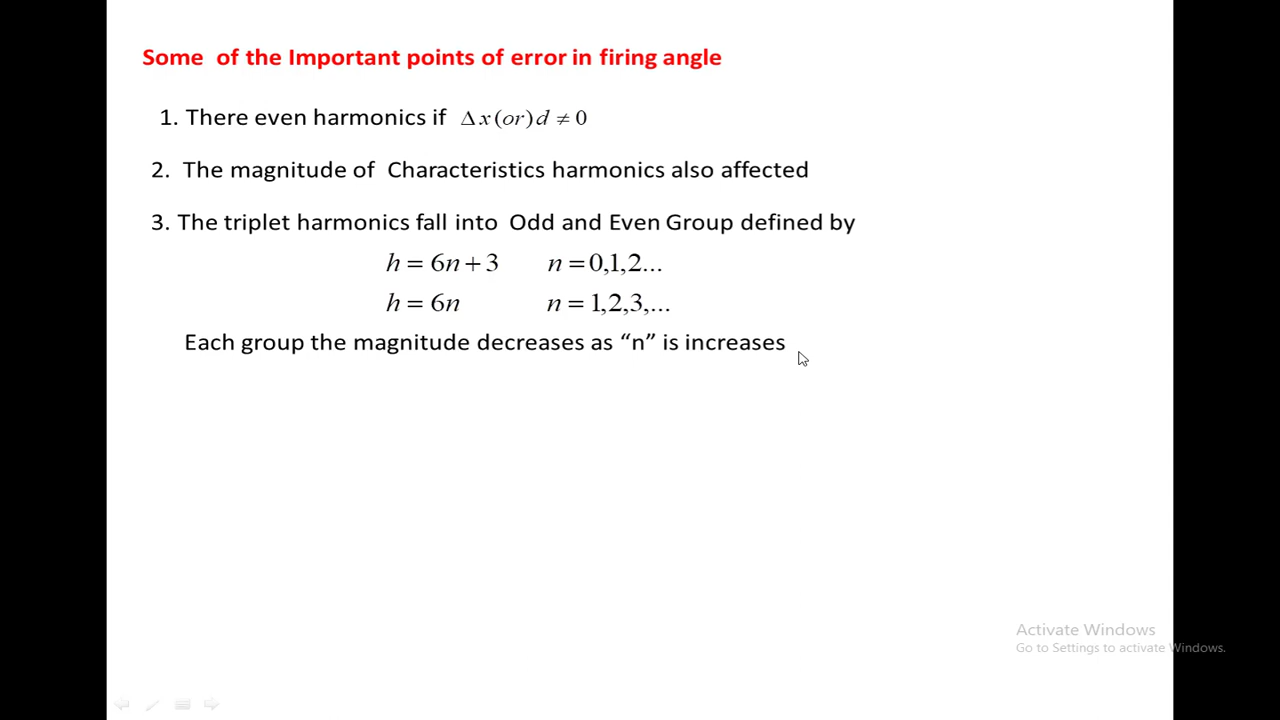 Some of the Important points of error in firing angle
1. There even harmonics if Δx(or)d ≠ 0
2. The magnitude of Characteristics harmonics also affected
3. The triplet harmonics fall into Odd and Even Group defined by
h = 6n + 3 n = 0,1,2...
h = 6n n = 1,2,3,...
Each group the magnitude decreases as “n” is increases
Activate Windows
Go to Settings to activate Windows.